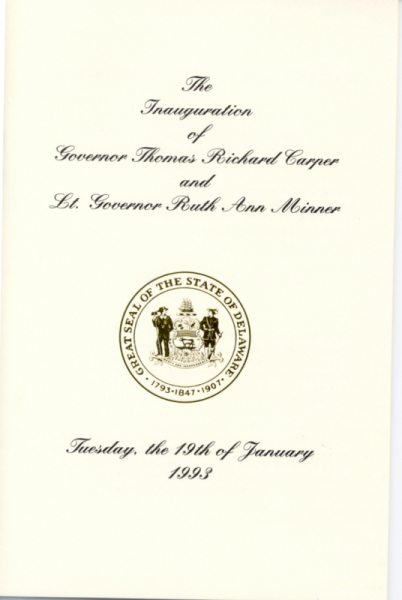 The
Inauguration
of
Governor Thomas Richard Carper
and
Lt. Governor Ruth Ann Minner
GREAT SEAL OF THE STATE OF DELAWARE
· 1793 · 1847 · 1907 ·
Tuesday, the 19th of January
1993